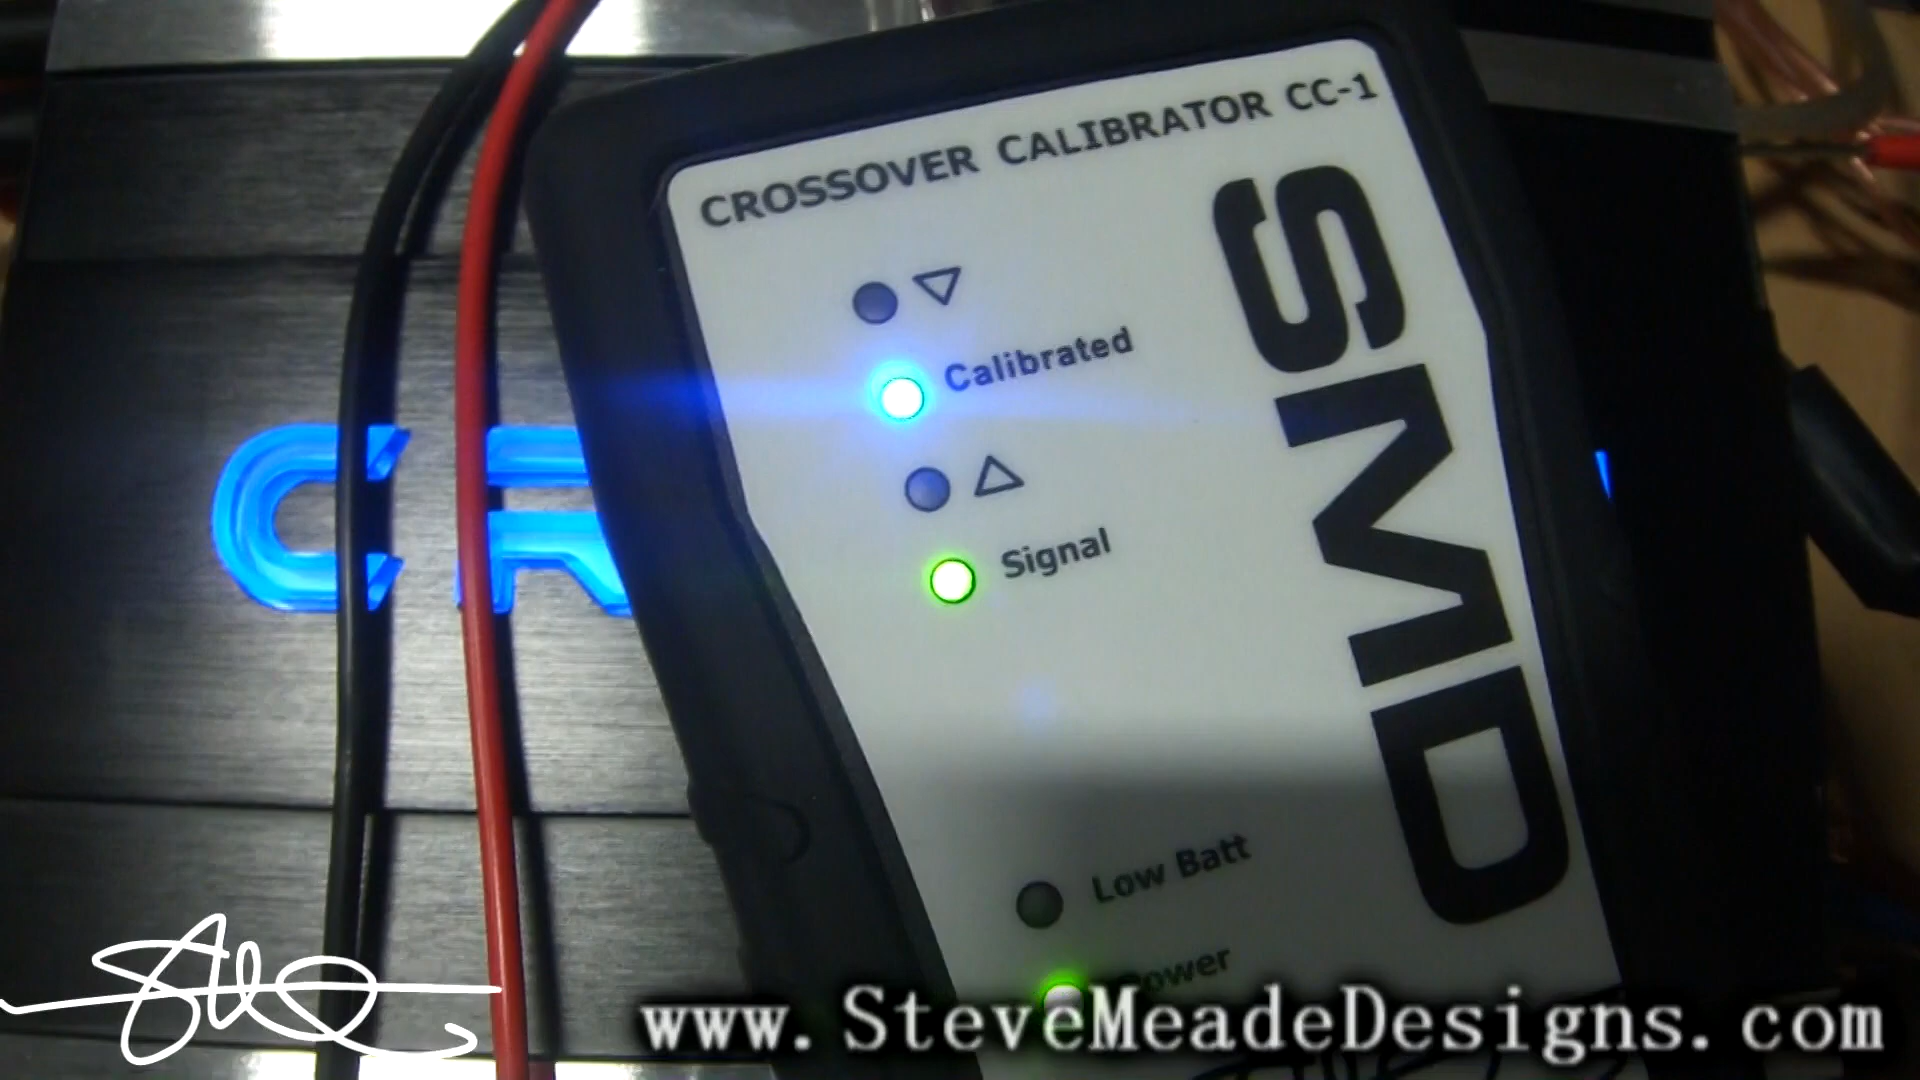 CROSSOVER CALIBRATOR CC-1
SMD
Calibrated
Signal
Low Batt
Power
www.SteveMeadeDesigns.com